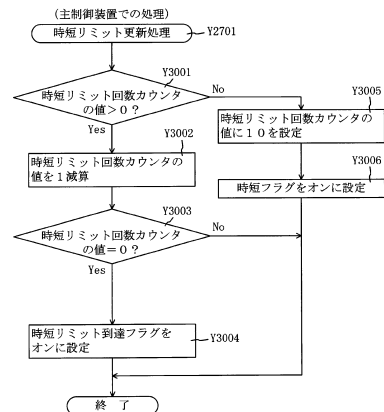 (主制御装置での処理)
時短リミット更新処理
Y2701
Y3001
時短リミット回数カウンタ
の値>0?
No
Yes
Y3005
時短リミット回数カウンタの
値に10を設定
Y3002
時短リミット回数カウンタの
値を1減算
Y3006
時短フラグをオンに設定
Y3003
時短リミット回数カウンタ
の値=0?
No
Yes
時短リミット到達フラグを
オンに設定
Y3004
終 了